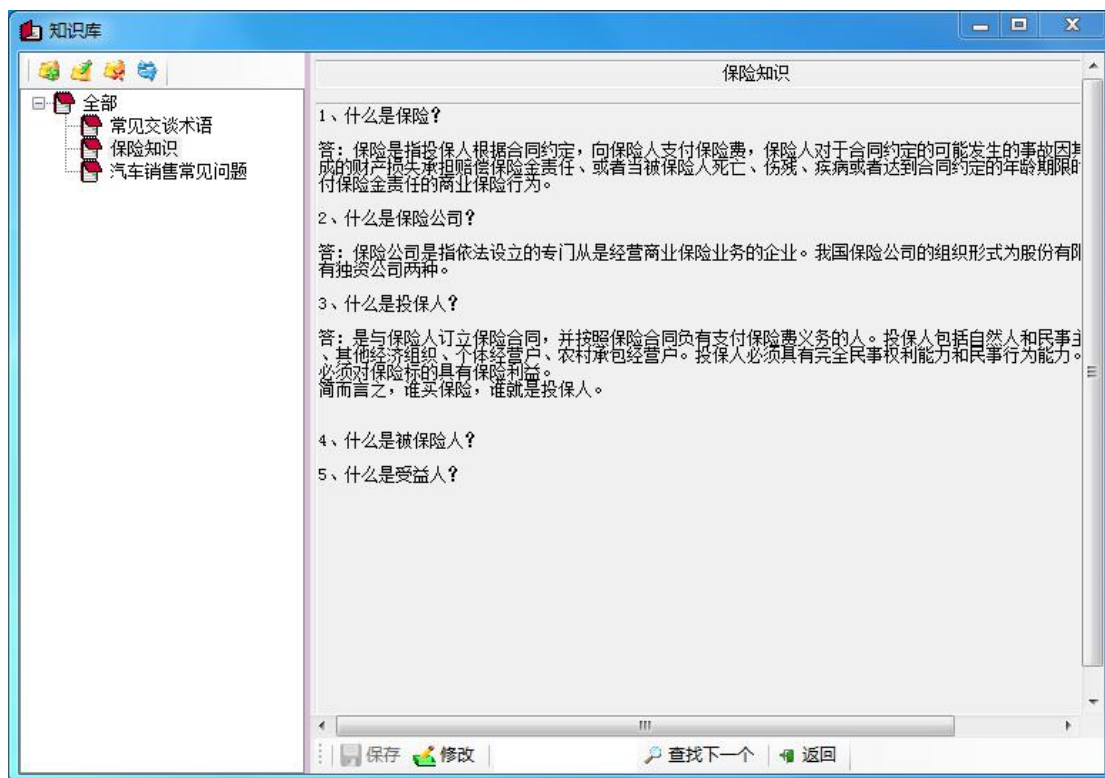 知识库
全部
常见交谈术语
保险知识
汽车销售常见问题
保险知识
1、什么是保险?
答:保险是指投保人根据合同约定,向保险人支付保险费,保险人对于合同约定的可能发生的事故因其
成的财产损失承担赔偿保险金责任、或者当被保险人死亡、伤残、疾病或者达到合同约定的年龄期限时
付保险金责任的商业保险行为。
2、什么是保险公司?
答:保险公司是指依法设立的专门从是经营商业保险业务的企业。我国保险公司的组织形式为股份有限
有独资公司两种。
3、什么是投保人?
答:是与保险人订立保险合同,并按照保险合同负有支付保险费义务的人。投保人包括自然人和民事主
、其他经济组织、个体经营户、农村承包经营户。投保人必须具有完全民事权利能力和民事行为能力。
必须对保险标的具有保险利益。
简而言之,谁买保险,谁就是投保人。
4、什么是被保险人?
5、什么是受益人?
保存 修改 查找下一个 返回